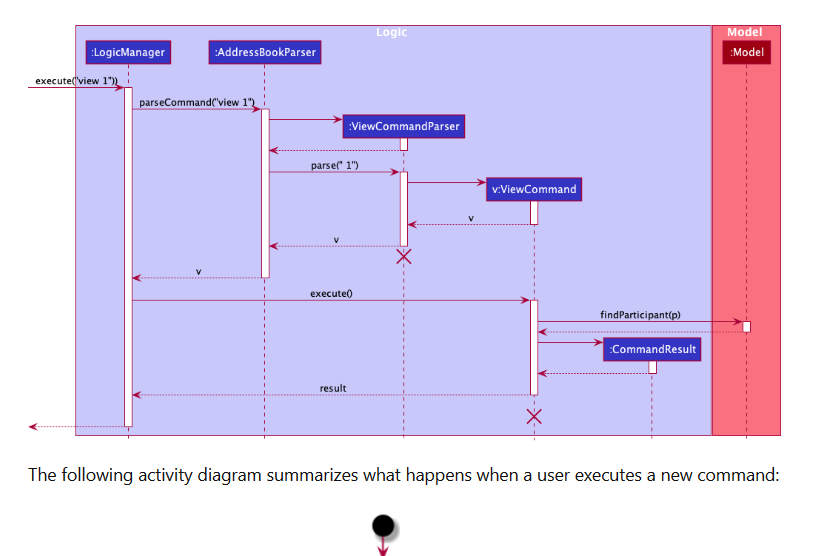 Logic
Model
:LogicManager
:AddressBookParser
:Model
execute("view 1"))
parseCommand("view 1")
:ViewCommandParser
parse(" 1")
v:ViewCommand
v
v
v
execute()
findParticipant(p)
:CommandResult
result
The following activity diagram summarizes what happens when a user executes a new command: